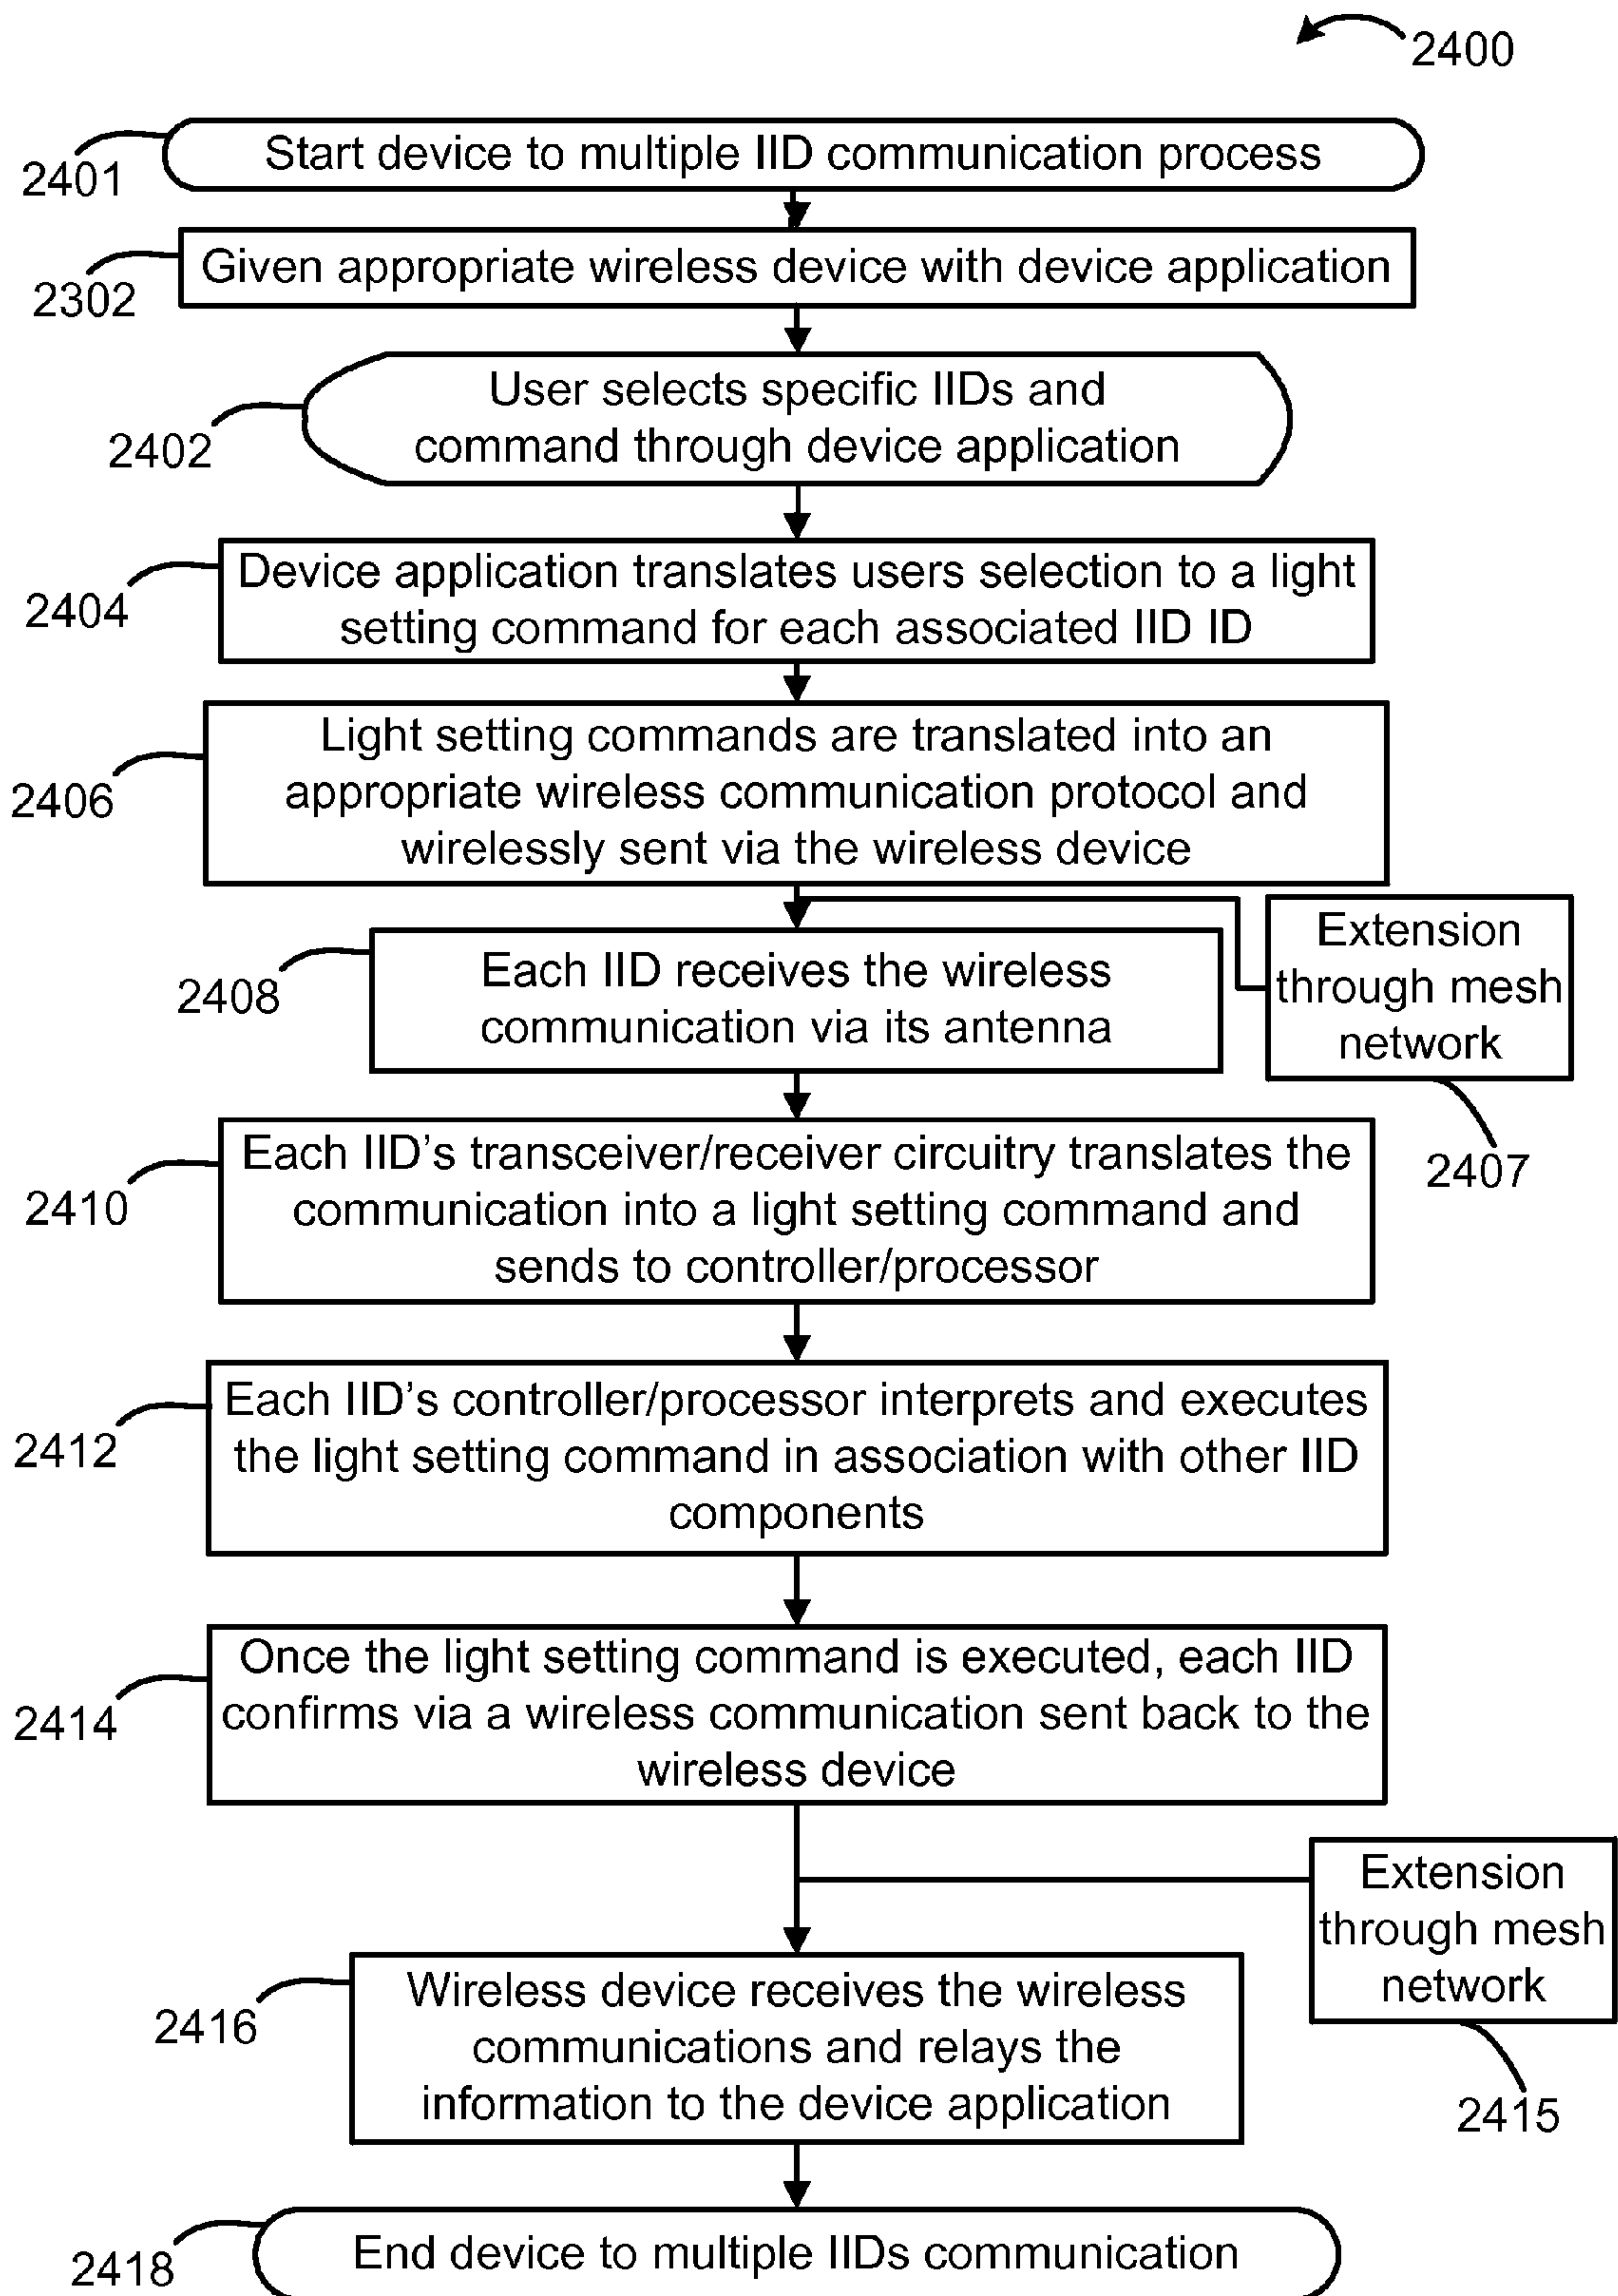 2400
2401
Start device to multiple IID communication process
2302
Given appropriate wireless device with device application
2402
User selects specific IIDs and
command through device application
2404
Device application translates users selection to a light
setting command for each associated IID ID
2406
Light setting commands are translated into an
appropriate wireless communication protocol and
wirelessly sent via the wireless device
Extension
through mesh
network
2407
2408
Each IID receives the wireless
communication via its antenna
2410
Each IID's transceiver/receiver circuitry translates the
communication into a light setting command and
sends to controller/processor
2412
Each IID's controller/processor interprets and executes
the light setting command in association with other IID
components
2414
Once the light setting command is executed, each IID
confirms via a wireless communication sent back to the
wireless device
Extension
through mesh
network
2415
2416
Wireless device receives the wireless
communications and relays the
information to the device application
2418
End device to multiple IIDs communication